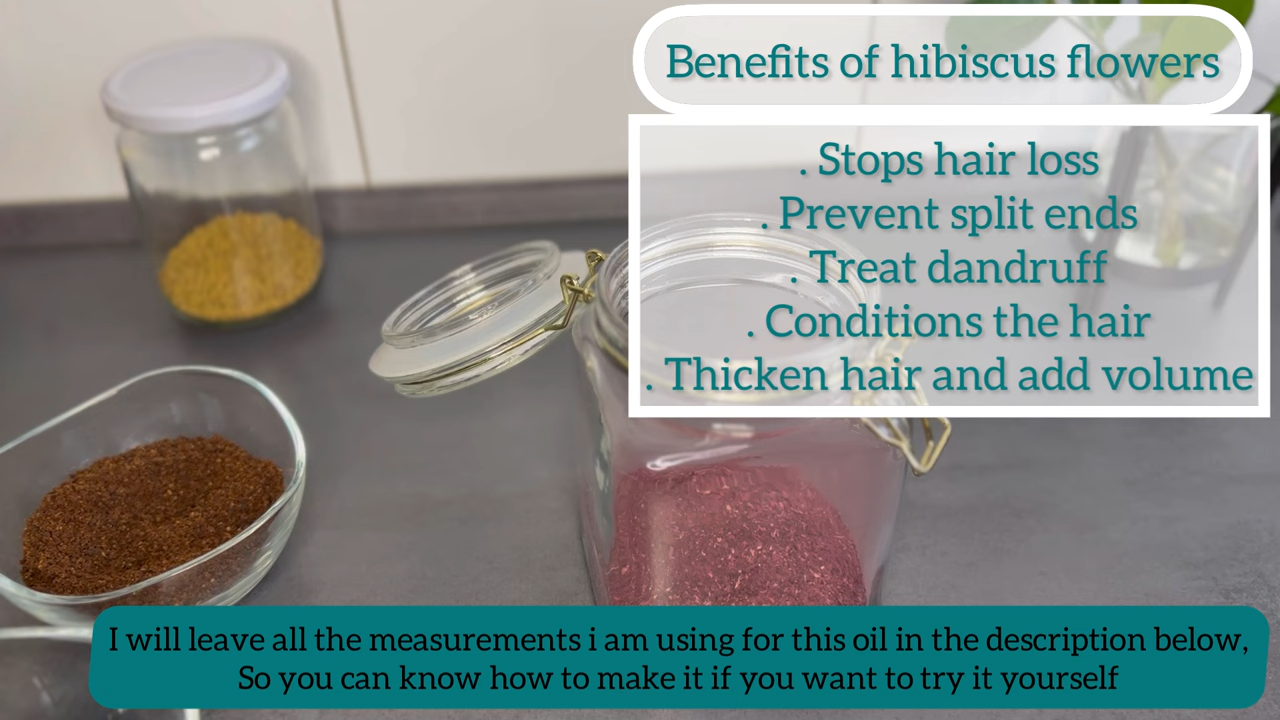 Benefits of hibiscus flowers
. Stops hair loss
. Prevent split ends
. Treat dandruff
. Conditions the hair
. Thicken hair and add volume
I will leave all the measurements i am using for this oil in the description below,
So you can know how to make it if you want to try it yourself